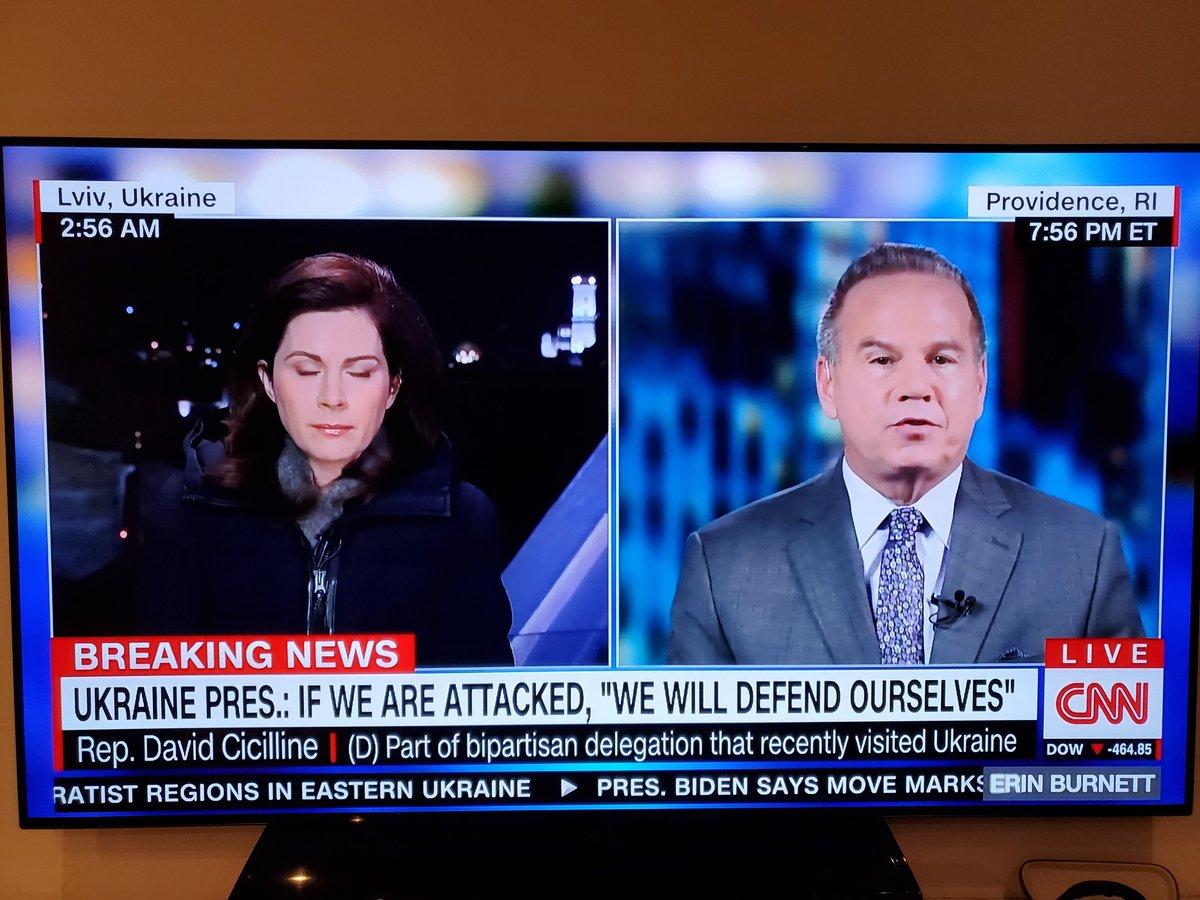 Lviv, Ukraine
2:56 AM
Providence, RI
7:56 PM ET
BREAKING NEWS
UKRAINE PRES.: IF WE ARE ATTACKED, "WE WILL DEFEND OURSELVES"
Rep. David Cicilline | (D) Part of bipartisan delegation that recently visited Ukraine
LIVE
CNN
DOW ▼ -464.85
RATIST REGIONS IN EASTERN UKRAINE ▶ PRES. BIDEN SAYS MOVE MARKS
ERIN BURNETT